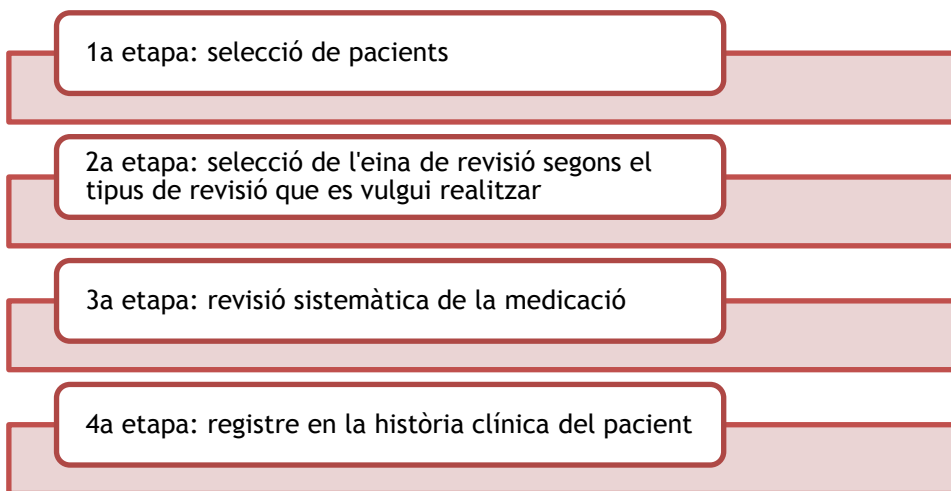 1a etapa: selecció de pacients
2a etapa: selecció de l'eina de revisió segons el
tipus de revisió que es vulgui realitzar
3a etapa: revisió sistemàtica de la medicació
4a etapa: registre en la història clínica del pacient